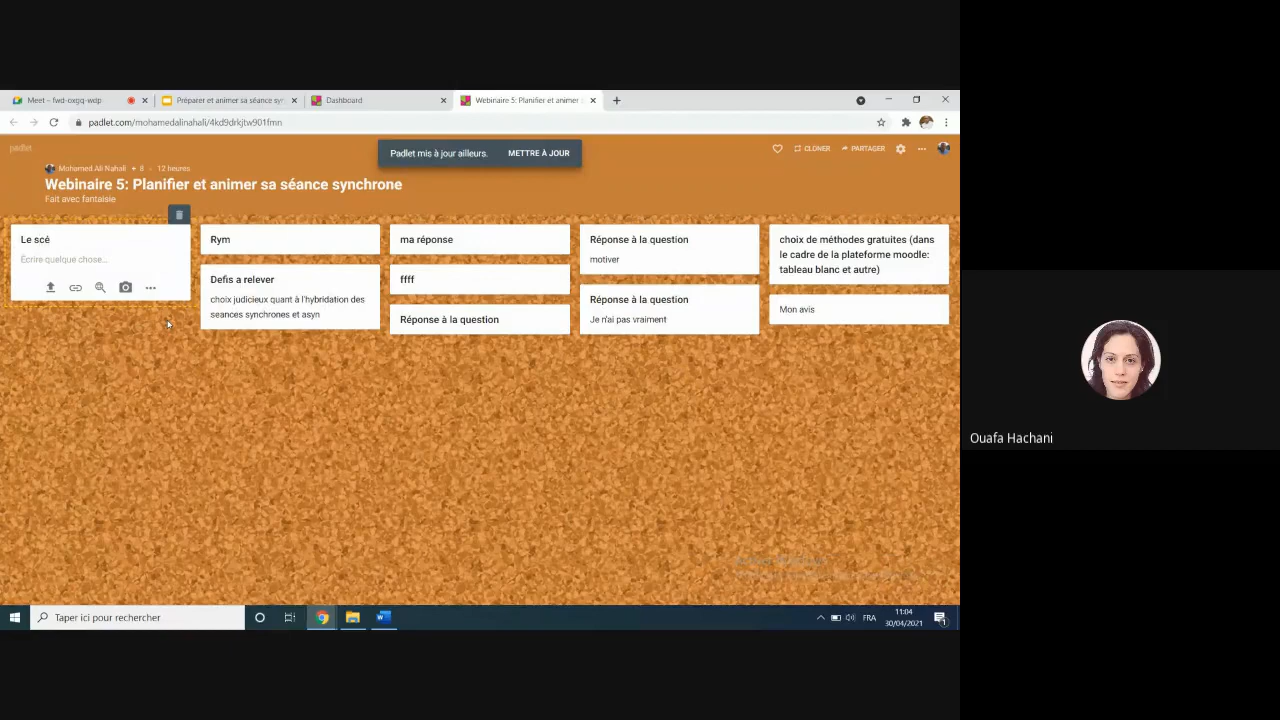 Meet – fwd-oxgq-wdp
Préparer et animer sa séance syn
Dashboard
Webinaire 5: Planifier et animer
padlet.com/mohamedalinahali/4kd9drkjtw901fmn
padlet
Padlet mis à jour ailleurs.
METTRE À JOUR
CLONER
PARTAGER
Mohamed Ali Nahali + 8 · 12 heures
Webinaire 5: Planifier et animer sa séance synchrone
Fait avec fantaisie
Le scé
Écrire quelque chose...
Rym
Defis a relever
choix judicieux quant à l'hybridation des
seances synchrones et asyn
ma réponse
ffff
Réponse à la question
Réponse à la question
motiver
Réponse à la question
Je n'ai pas vraiment
choix de méthodes gratuites (dans
le cadre de la plateforme moodle:
tableau blanc et autre)
Mon avis
Ouafa Hachani
Taper ici pour rechercher
FRA
11:04
30/04/2021
1